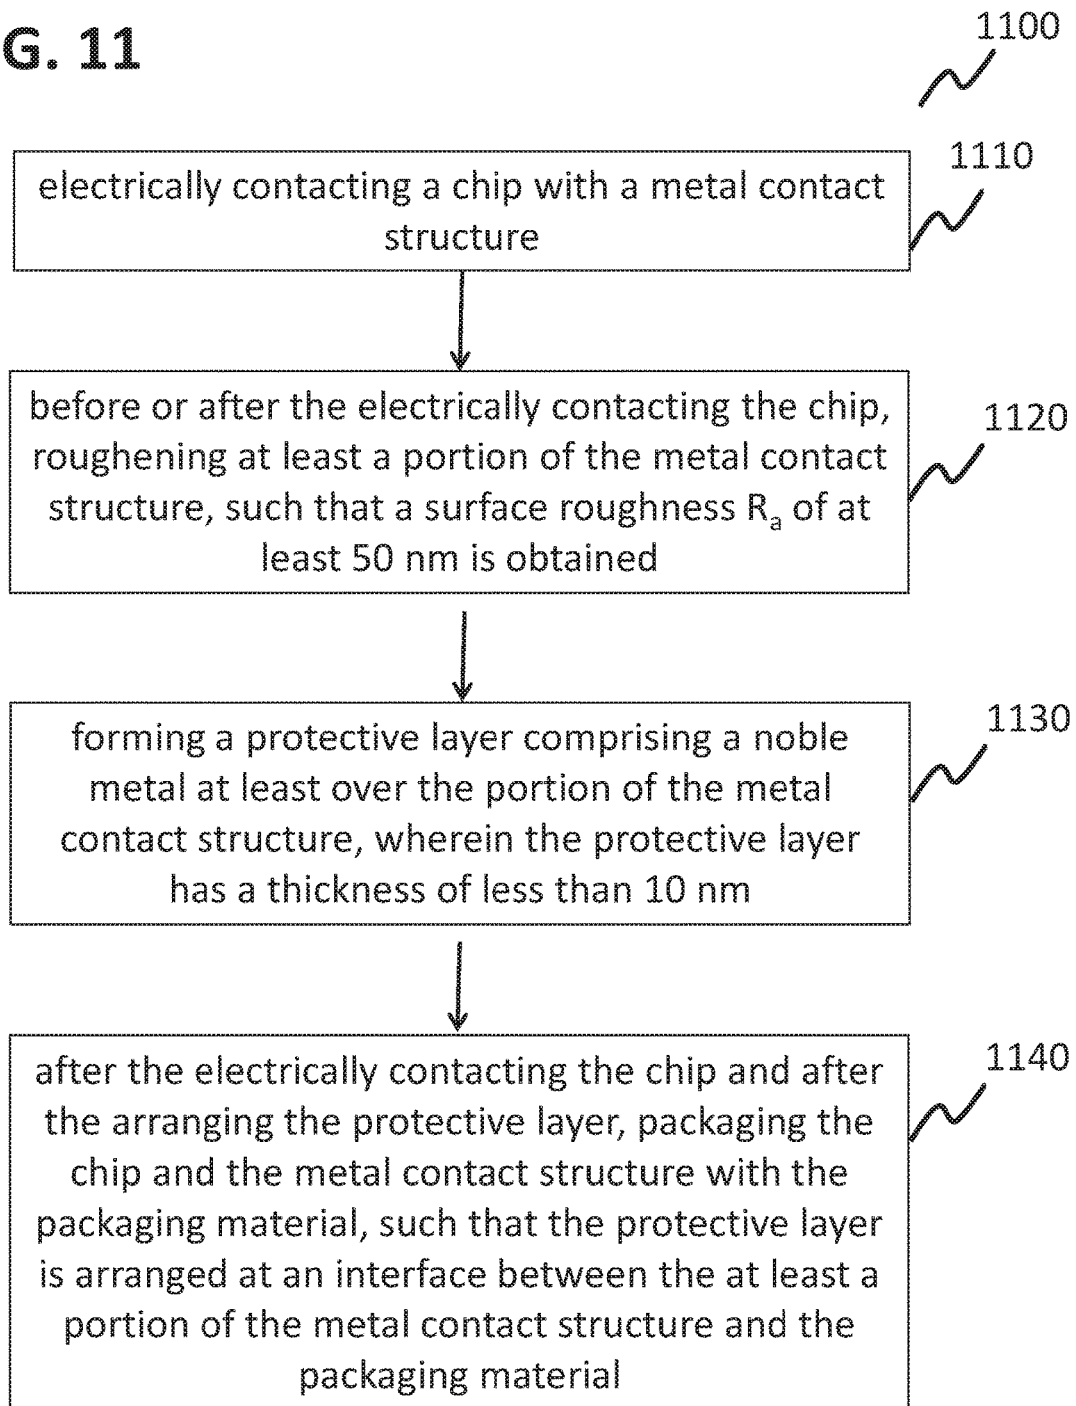 G. 11
1100
1110
electrically contacting a chip with a metal contact
structure
1120
before or after the electrically contacting the chip,
roughening at least a portion of the metal contact
structure, such that a surface roughness Ra of at
least 50 nm is obtained
1130
forming a protective layer comprising a noble
metal at least over the portion of the metal
contact structure, wherein the protective layer
has a thickness of less than 10 nm
1140
after the electrically contacting the chip and after
the arranging the protective layer, packaging the
chip and the metal contact structure with the
packaging material, such that the protective layer
is arranged at an interface between the at least a
portion of the metal contact structure and the
packaging material